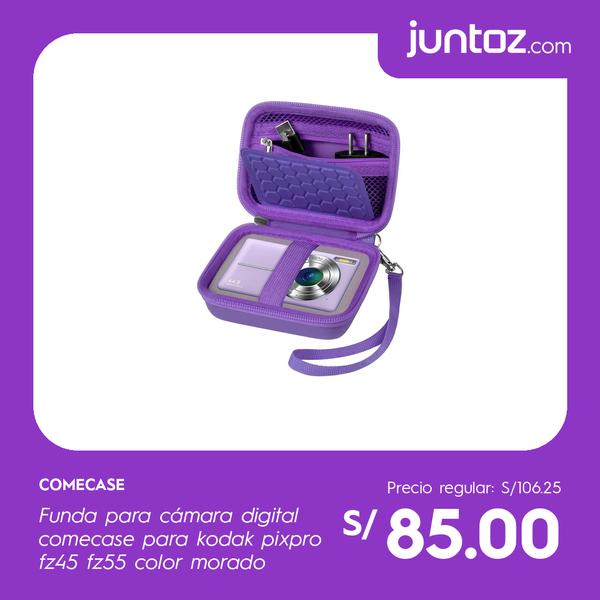 juntoz.com
COMECASE
Funda para cámara digital
comecase para kodak pixpro
fz45 fz55 color morado
Precio regular: S/106.25
S/ 85.00